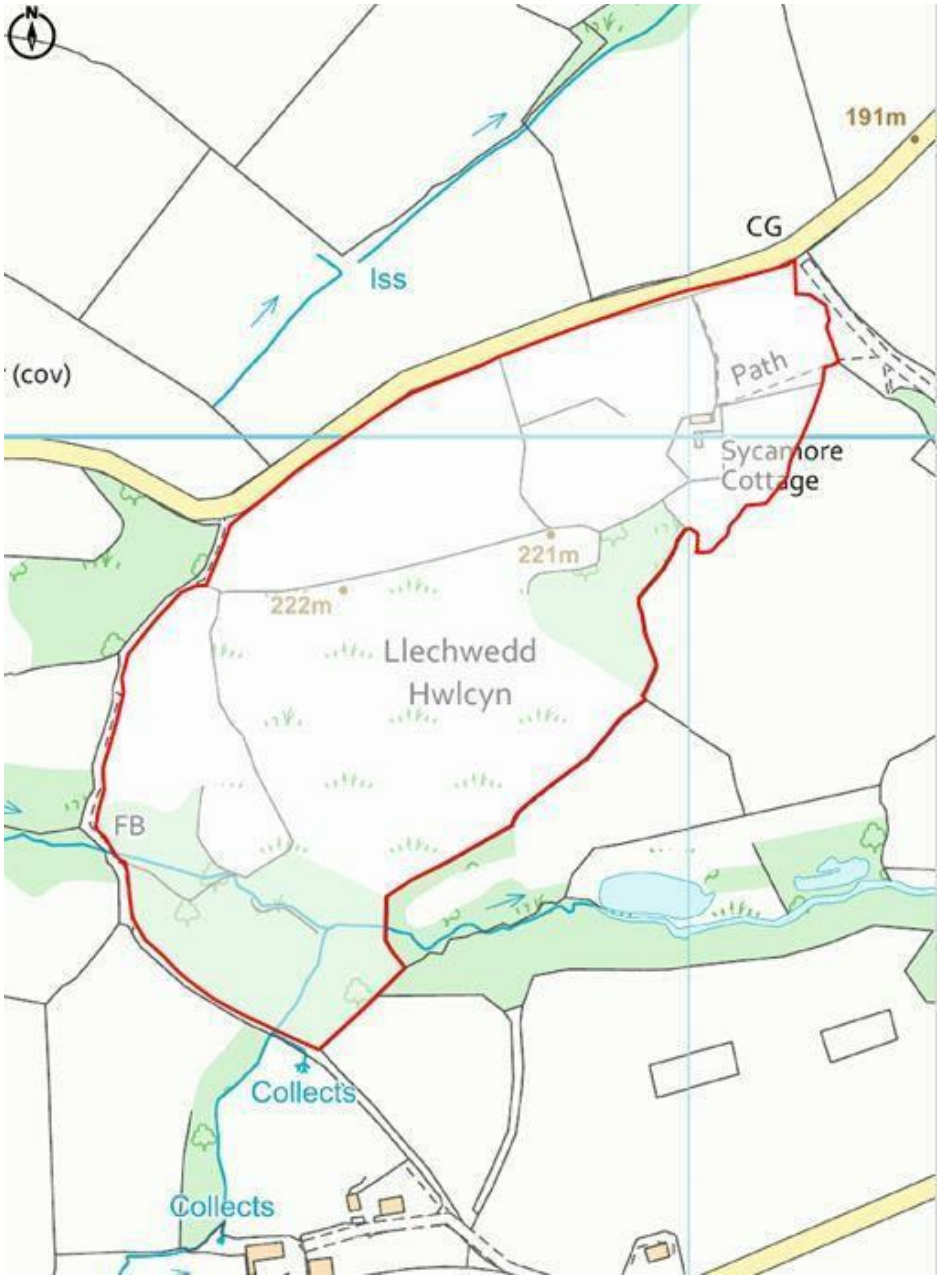 N
191m
CG
Iss
(cov)
Path
Sycamore
Cottage
221m
222m
Llechwedd
Hwlcyn
FB
Collects
Collects